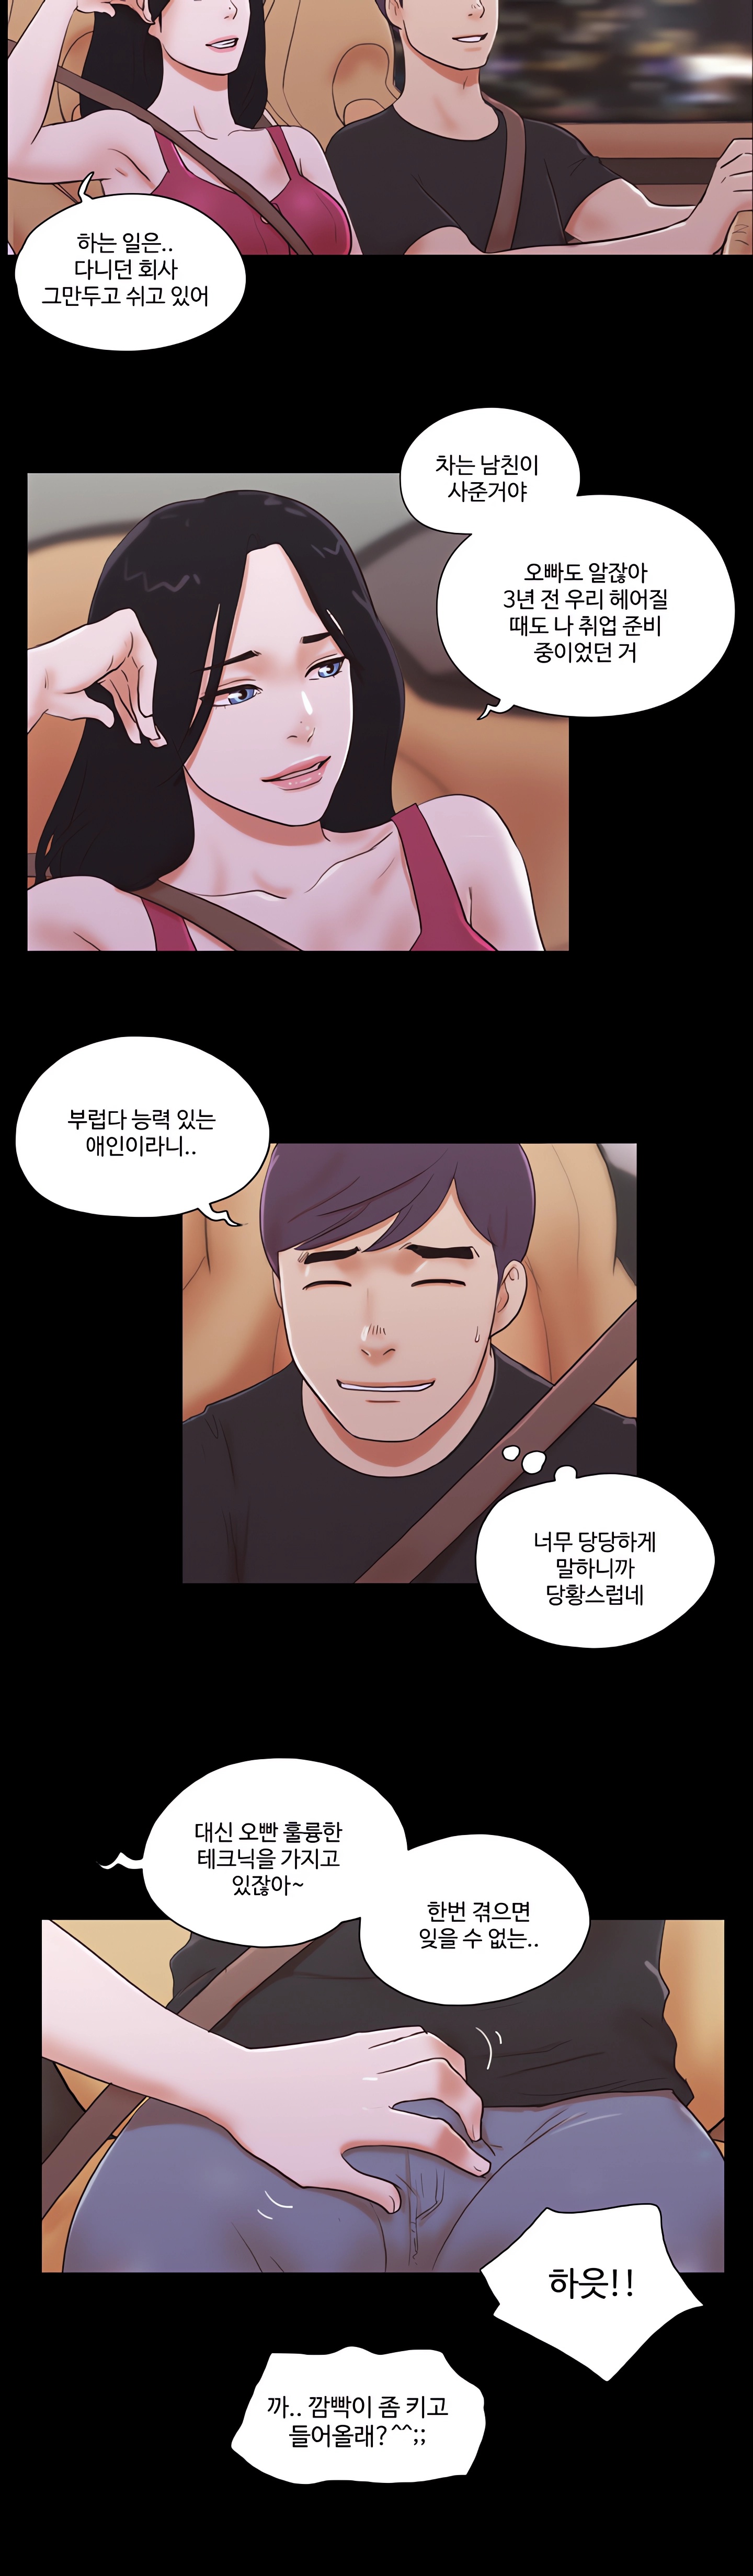 하는 일은..
다니던 회사
그만두고 쉬고 있어
차는 남친이
사준거야
오빠도 알잖아
3년 전 우리 헤어질
때도 나 취업 준비
중이었던 거
부럽다 능력 있는
애인이라니..
너무 당당하게
말하니까
당황스럽네
대신 오빤 훌륭한
테크닉을 가지고
있잖아~
한번 겪으면
잊을 수 없는..
하읏!!
까.. 깜빡이 좀 키고
들어올래?^^;;